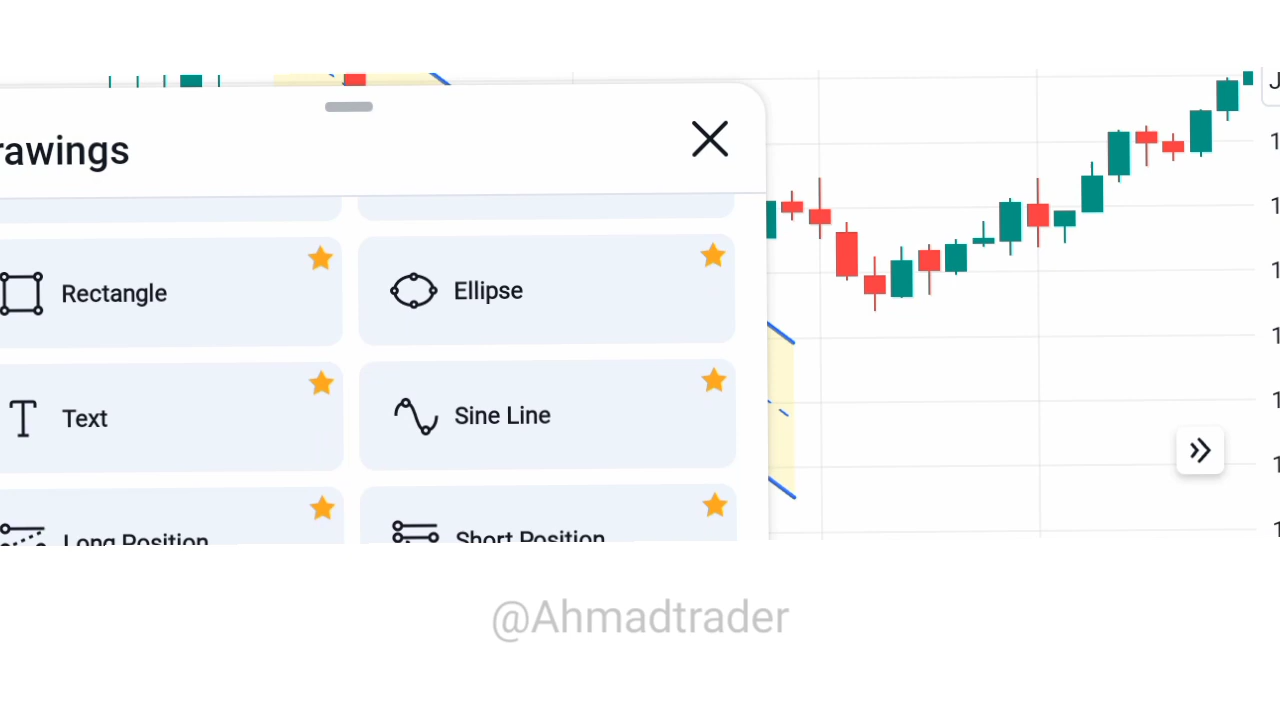 rawings
Rectangle
Ellipse
Text
Sine Line
Long Position
Short Position
@Ahmadtrader